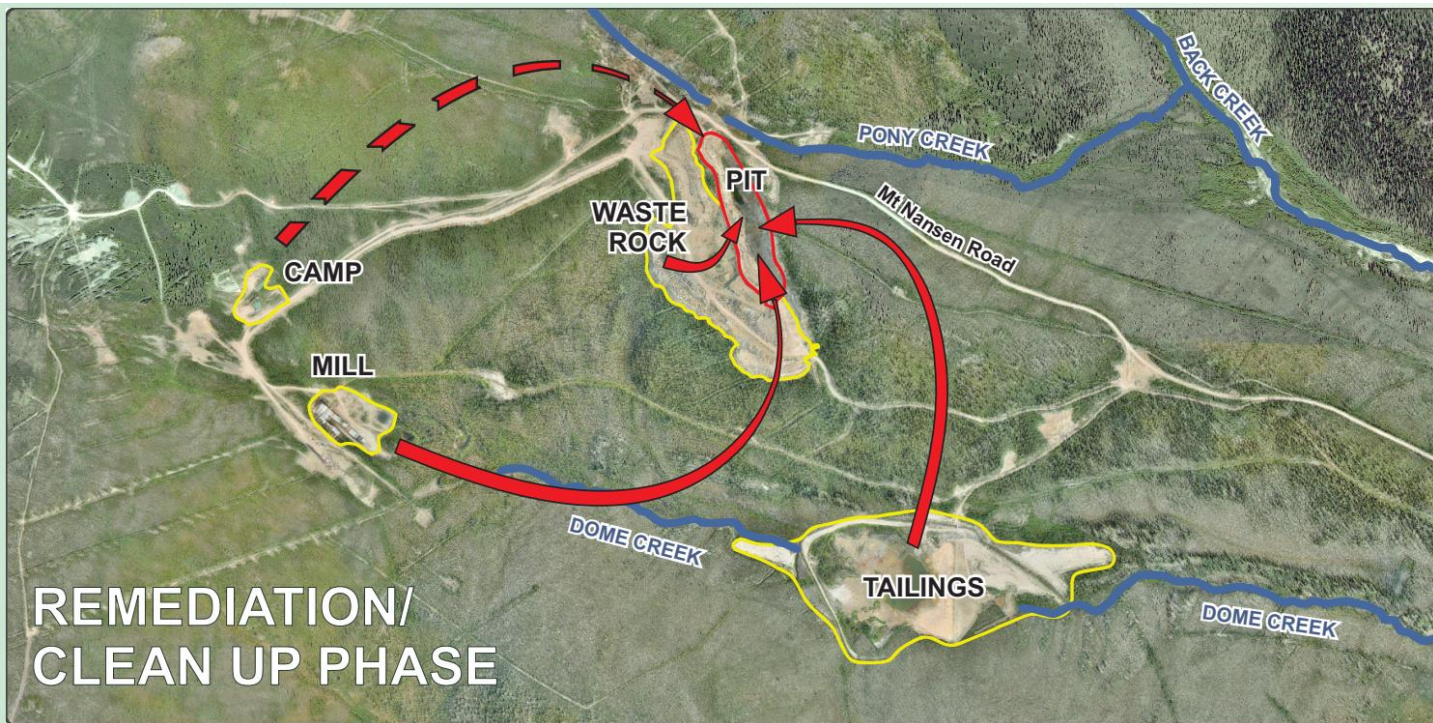 BACK CREEK
PONY CREEK
PIT
Mt Nansen Road
WASTE
ROCK
CAMP
MILL
DOME CREEK
TAILINGS
DOME CREEK
REMEDIATION/
CLEAN UP PHASE